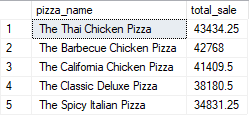 pizza_name total_sale
1 The Thai Chicken Pizza 43434.25
2 The Barbecue Chicken Pizza 42768
3 The California Chicken Pizza 41409.5
4 The Classic Deluxe Pizza 38180.5
5 The Spicy Italian Pizza 34831.25